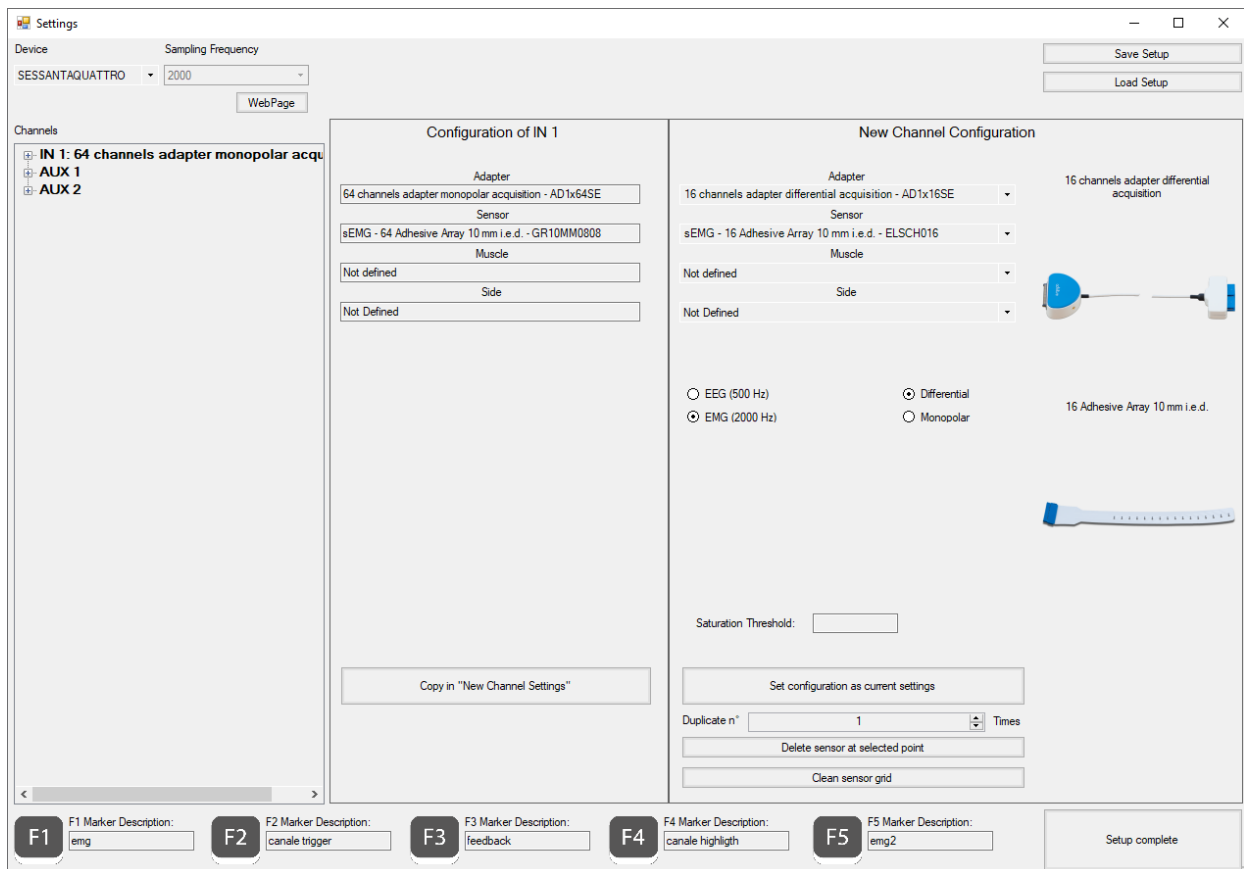 Settings
Device
Sampling Frequency
SESSANTAQUATTRO
2000
WebPage
Save Setup
Load Setup
Channels
IN 1: 64 channels adapter monopolar acqu
AUX 1
AUX 2
Configuration of IN 1
Adapter
64 channels adapter monopolar acquisition - AD1x64SE
Sensor
sEMG - 64 Adhesive Array 10 mm i.e.d. - GR10MM0808
Muscle
Not defined
Side
Not Defined
Copy in "New Channel Settings"
New Channel Configuration
Adapter
16 channels adapter differential acquisition - AD1x16SE
Sensor
sEMG - 16 Adhesive Array 10 mm i.e.d. - ELSCH016
Muscle
Not defined
Side
Not Defined
EEG (500 Hz)
Differential
EMG (2000 Hz)
Monopolar
Saturation Threshold:
Set configuration as current settings
Duplicate n° 1 Times
Delete sensor at selected point
Clean sensor grid
16 channels adapter differential
acquisition
16 Adhesive Array 10 mm i.e.d.
F1
F1 Marker Description:
emg
F2
F2 Marker Description:
canale trigger
F3
F3 Marker Description:
feedback
F4
F4 Marker Description:
canale highligth
F5
F5 Marker Description:
emg2
Setup complete